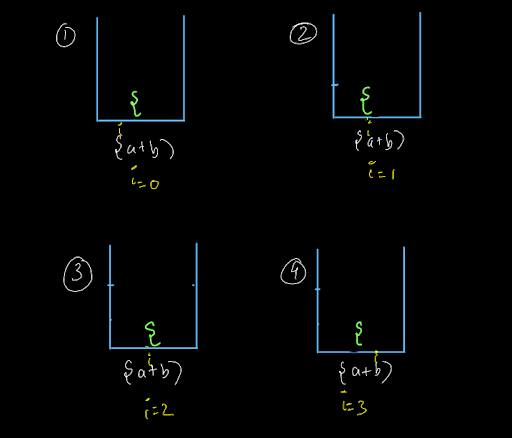 ① ②
{ {
{a+b) {a+b)
i=0 i=1
③ ④
{ {
{a+b) {a+b)
i=2 i=3